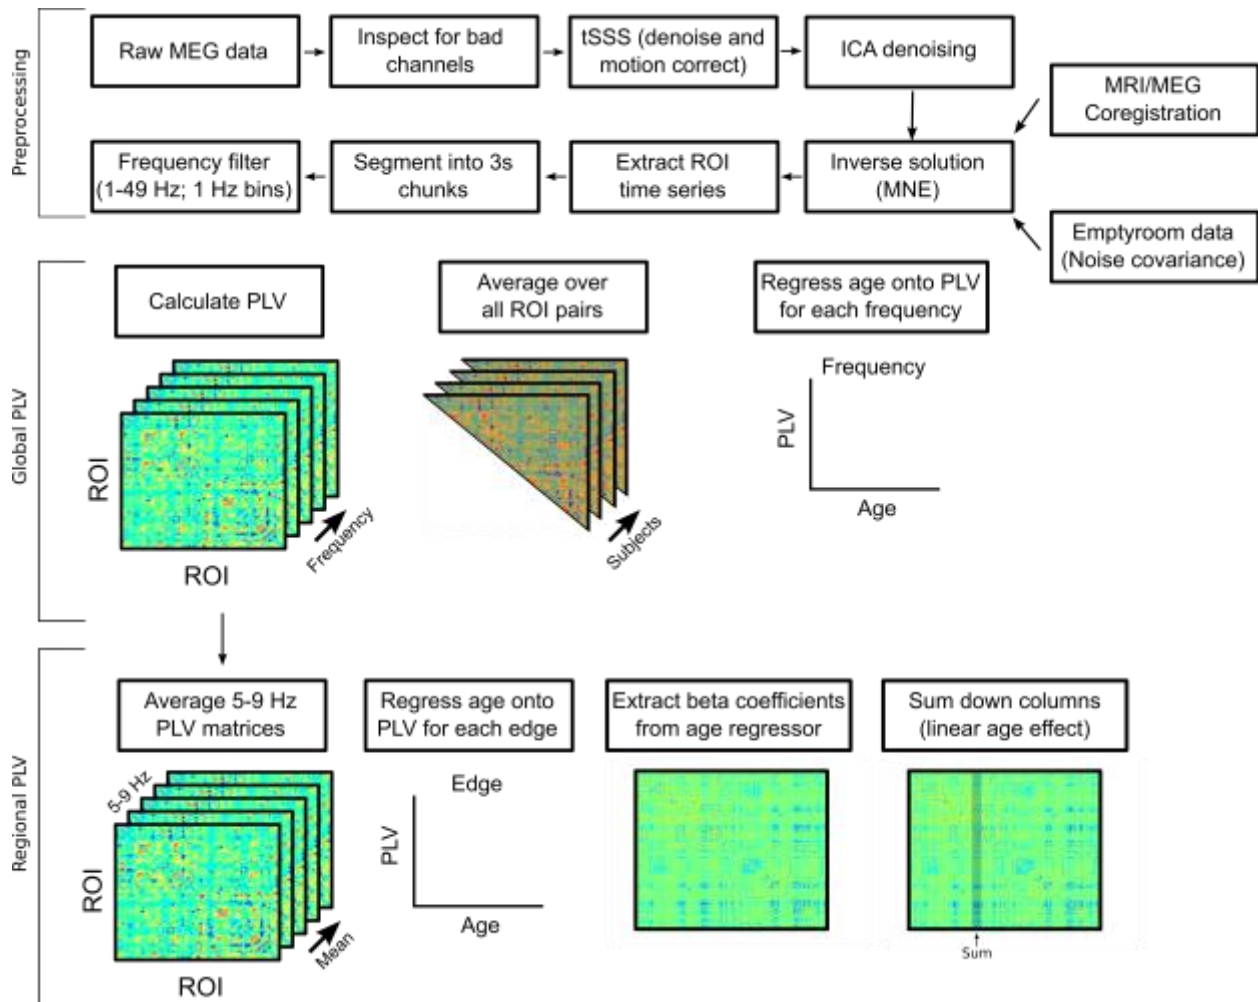 Preprocessing
Raw MEG data
Inspect for bad
channels
tSSS (denoise and
motion correct)
ICA denoising
MRI/MEG
Coregistration
Frequency filter
(1-49 Hz; 1 Hz bins)
Segment into 3s
chunks
Extract ROI
time series
Inverse solution
(MNE)
Emptyroom data
(Noise covariance)
Global PLV
Calculate PLV
Average over
all ROI pairs
Regress age onto PLV
for each frequency
ROI
ROI
Frequency
Subjects
Frequency
PLV
Age
Regional PLV
Average 5-9 Hz
PLV matrices
Regress age onto
PLV for each edge
Extract beta coefficients
from age regressor
Sum down columns
(linear age effect)
5-9 Hz
ROI
ROI
Mean
Edge
PLV
Age
Sum